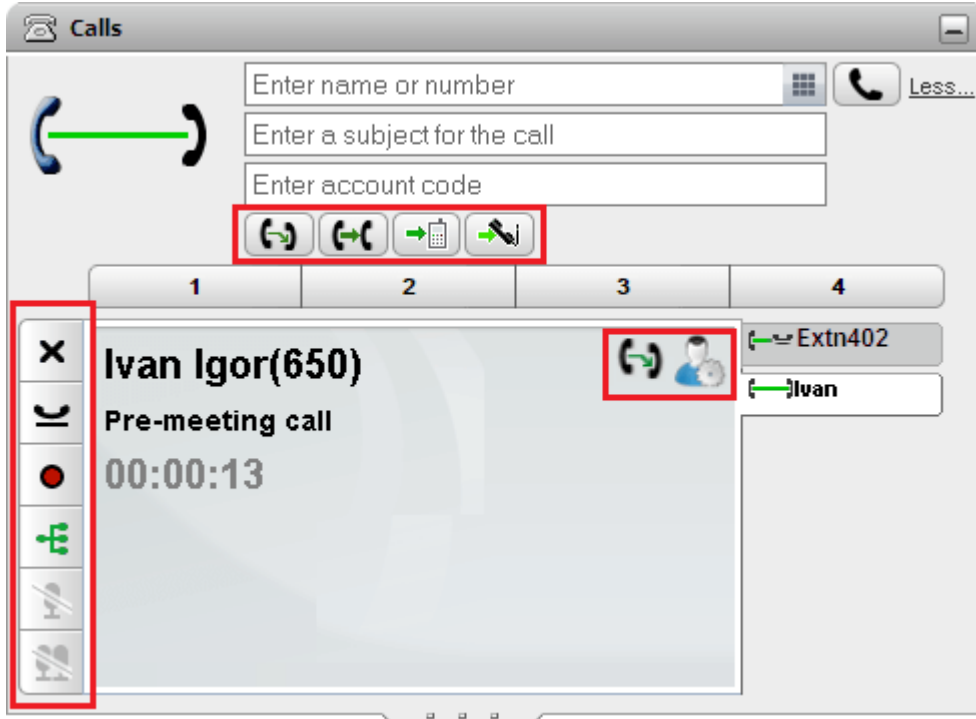 Calls
Enter name or number
Less...
Enter a subject for the call
Enter account code
1 2 3 4
Extn402
Ivan Igor(650)
Ivan
Pre-meeting call
00:00:13